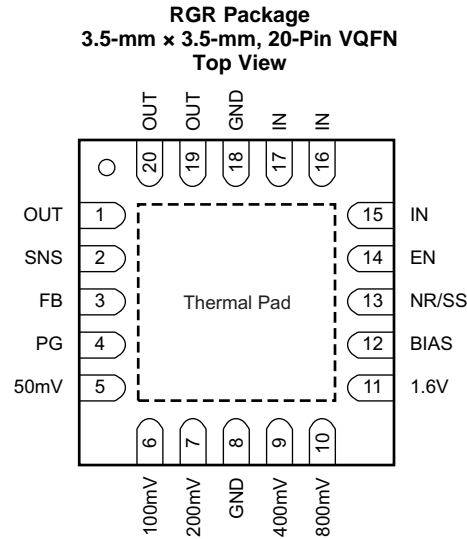 RGR Package
3.5-mm × 3.5-mm, 20-Pin VQFN
Top View
OUT
OUT
GND
IN
IN
20
19
18
17
16
OUT 1
SNS 2
FB 3
PG 4
50mV 5
Thermal Pad
15 IN
14 EN
13 NR/SS
12 BIAS
11 1.6V
6
7
8
9
10
100mV
200mV
GND
400mV
800mV